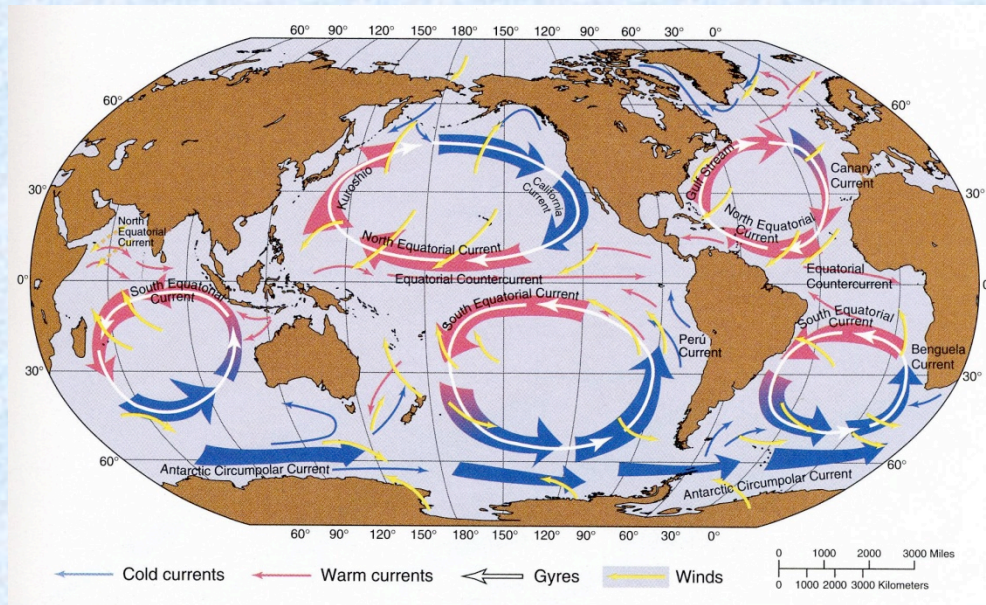 60° 90° 120° 150° 180° 150° 120° 90° 60° 30° 0°
60°
60°
Kuroshio
California
Current
Gulf Stream
Canary
Current
30°
30°
North
Equatorial
Current
North Equatorial Current
North Equatorial
Current
Equatorial Countercurrent
Equatorial
Countercurrent
0°
0°
South Equatorial
Current
South Equatorial Current
South Equatorial
Current
Perú
Current
Benguela
Current
30°
30°
60°
60°
Antarctic Circumpolar Current
Antarctic Circumpolar Current
60° 90° 120° 150° 180° 150° 120° 90° 60° 30° 0°
Cold currents
Warm currents
Gyres
Winds
0 1000 2000 3000 Miles
0 1000 2000 3000 Kilometers